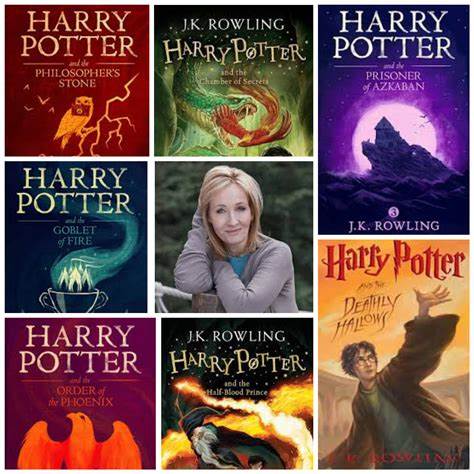 HARRY
POTTER
and the
PHILOSOPHER'S
STONE
J.K. ROWLING
HARRY POTTER
and the
Chamber of Secrets
HARRY
POTTER
and the
PRISONER
of AZKABAN
3
J.K. ROWLING
HARRY
POTTER
and the
GOBLET
of FIRE
Harry Potter
AND THE
DEATHLY
HALLOWS
J.K. ROWLING
HARRY
POTTER
and the
ORDER of
the PHOENIX
J.K. ROWLING
HARRY POTTER
and the
Half-Blood Prince